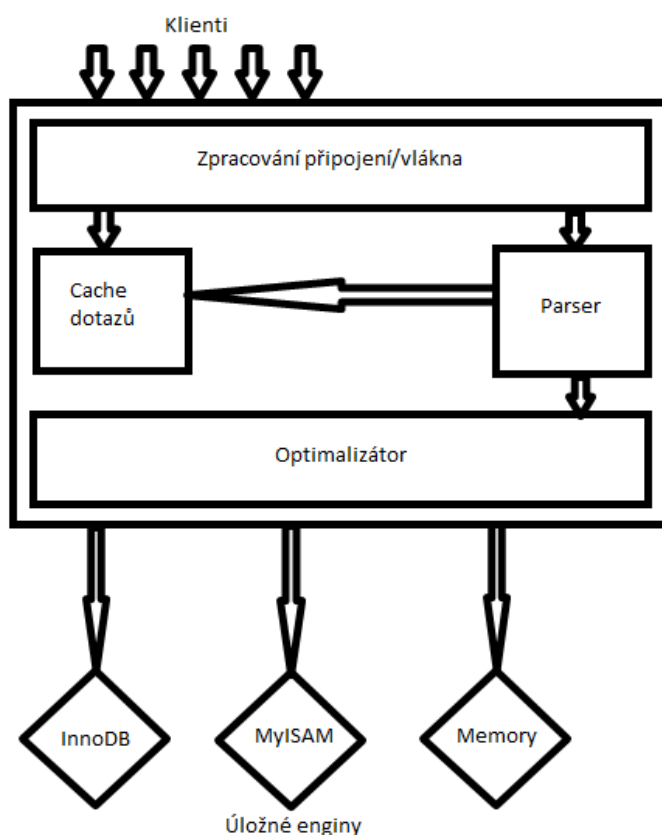 Klienti
Zpracování připojení/vlákna
Cache
dotazů
Parser
Optimalizátor
InnoDB
MyISAM
Memory
Úložné enginy